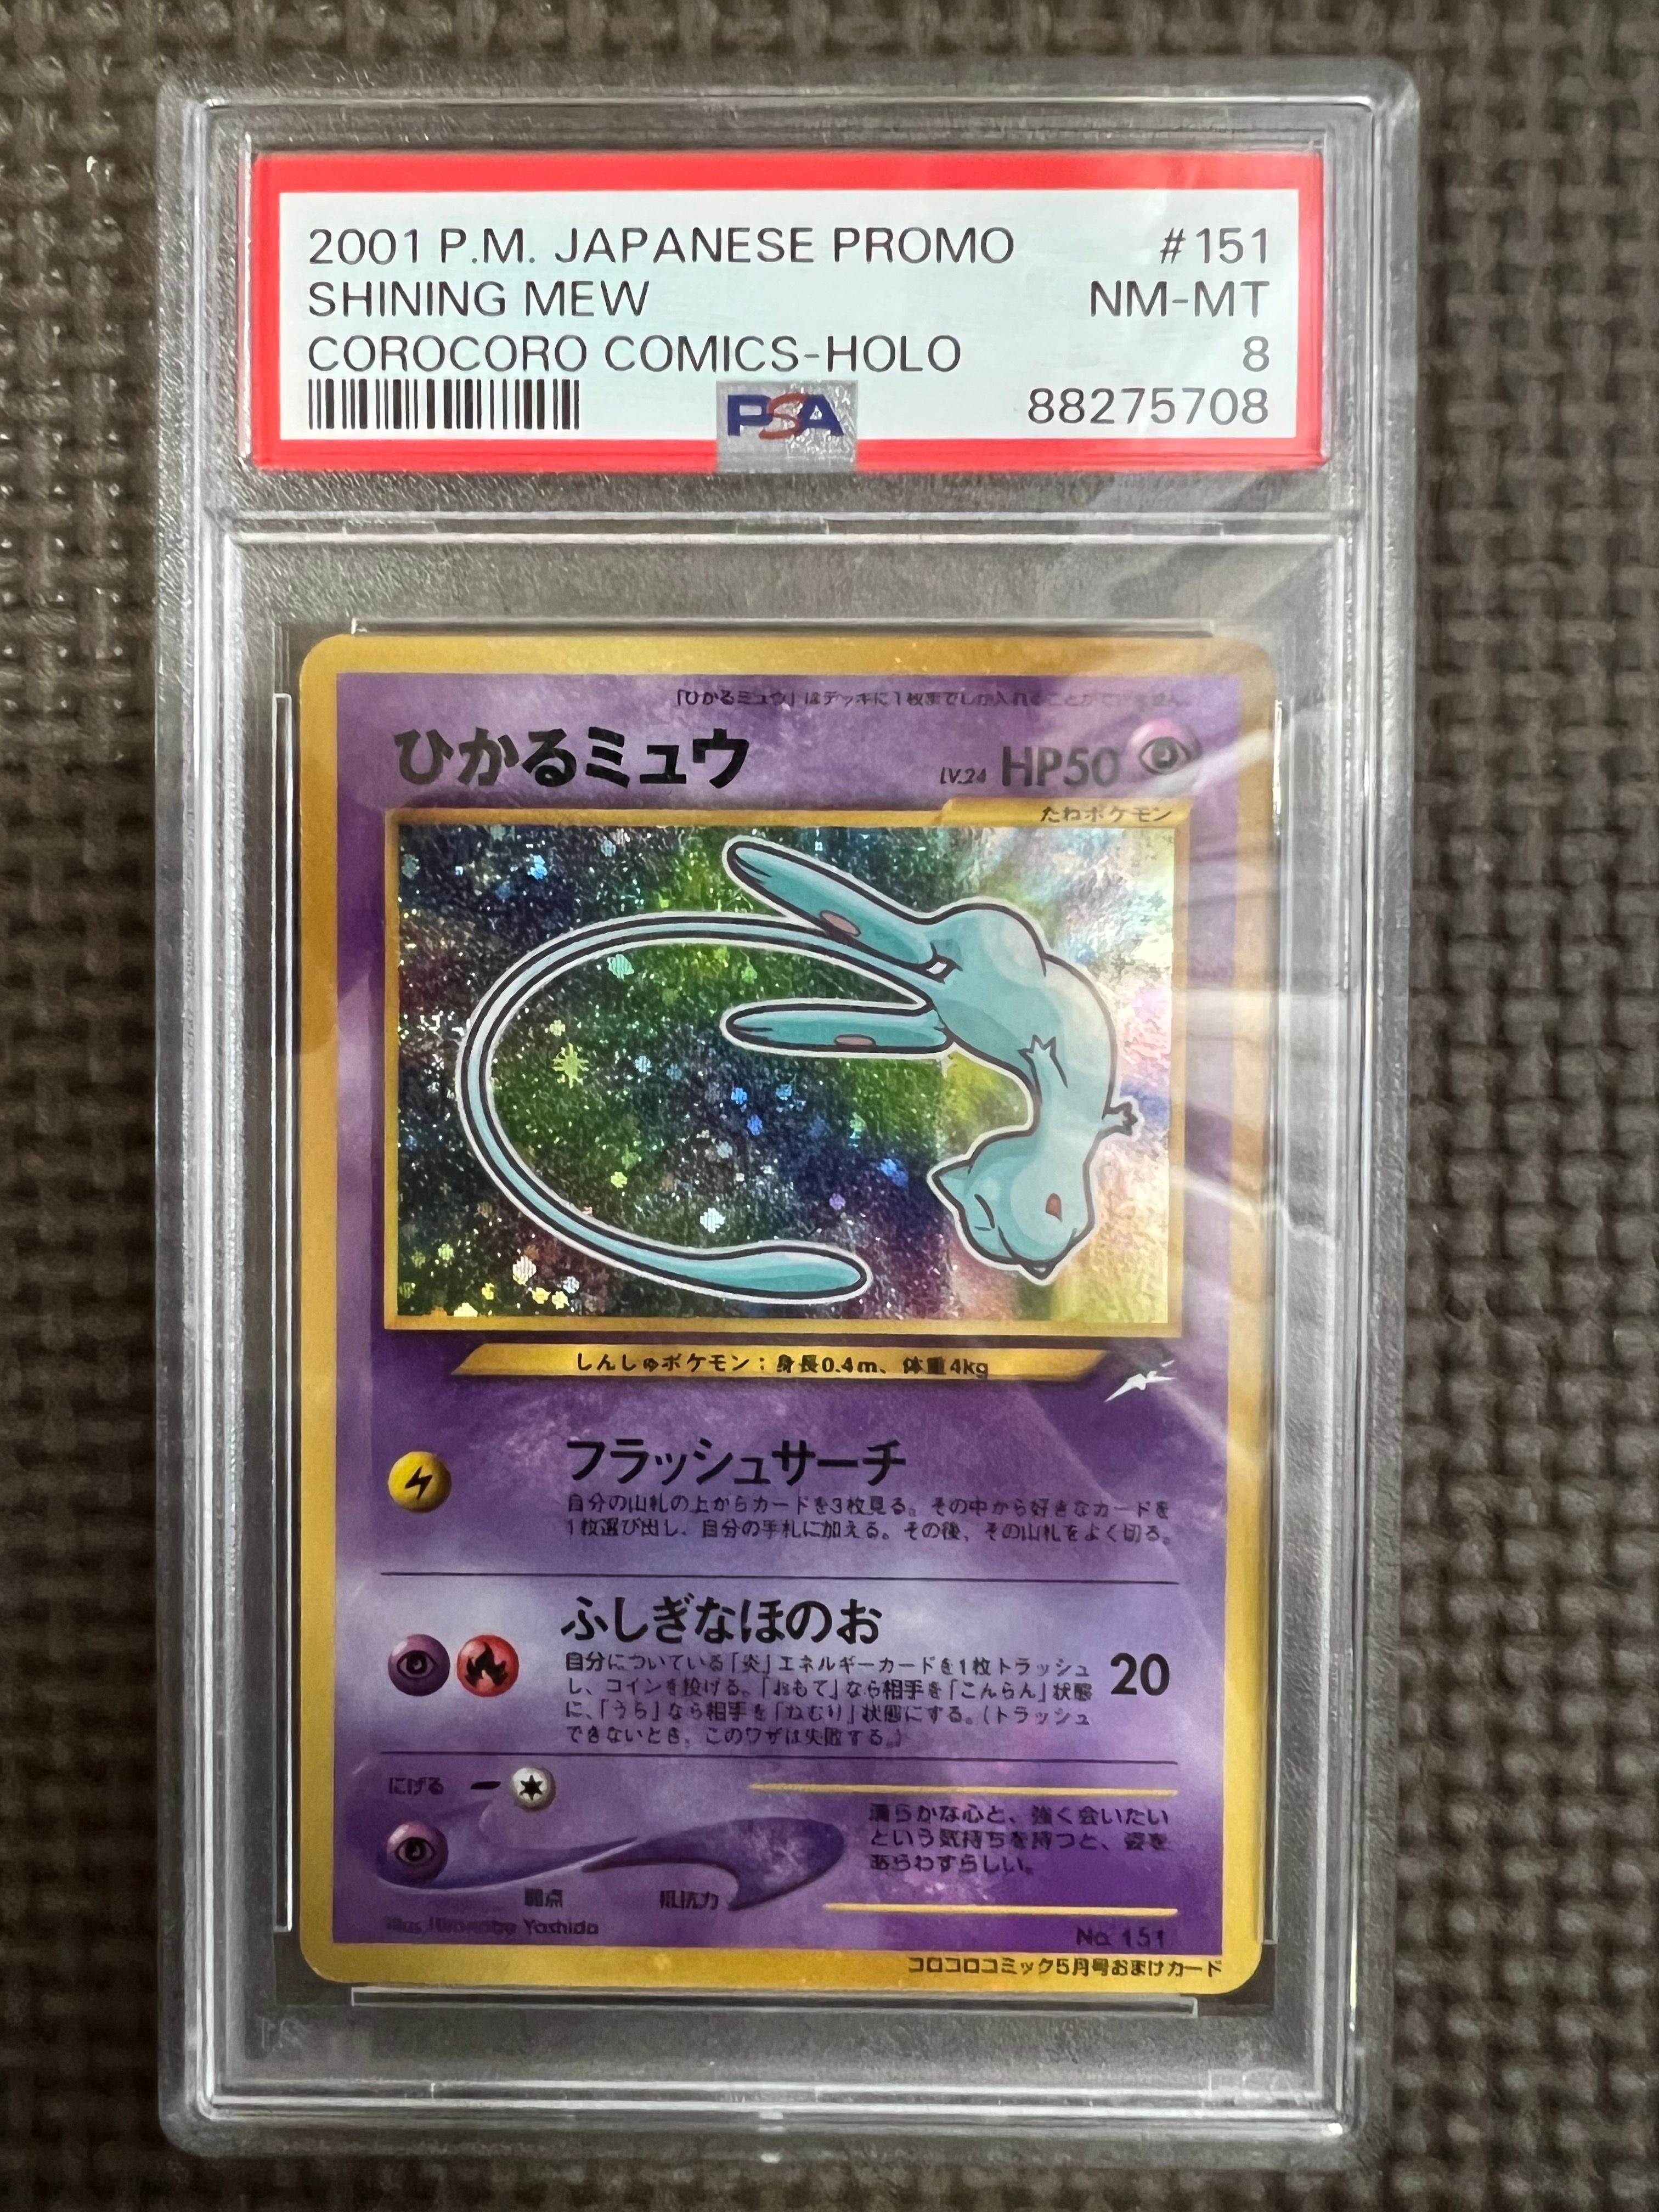 2001 P.M. JAPANESE PROMO #151
SHINING MEW NM-MT
COROCORO COMICS-HOLO 8
PSA 88275708
「ひかるミュウ」はデッキに1枚までしか入れることができません。
ひかるミュウ LV.24 HP50
たねポケモン
しんしゅポケモン：身長0.4m、体重4kg
フラッシュサーチ
自分の山札の上からカードを3枚見る。その中から好きなカードを
1枚選び出し、自分の手札に加える。その後、その山札をよく切る。
ふしぎなほのお 20
自分についている「炎」エネルギーカードを1枚トラッシュ
し、コインを投げる。「おもて」なら相手を「こんらん」状態
に、「うら」なら相手を「ねむり」状態にする。(トラッシュ
できないとき、このワザは失敗する。)
にげる
清らかな心と、強く会いたい
という気持ちを持つと、姿を
あらわすらしい。
弱点 抵抗力
Illus. Hironobu Yoshida No. 151
コロコロコミック5月号おまけカード